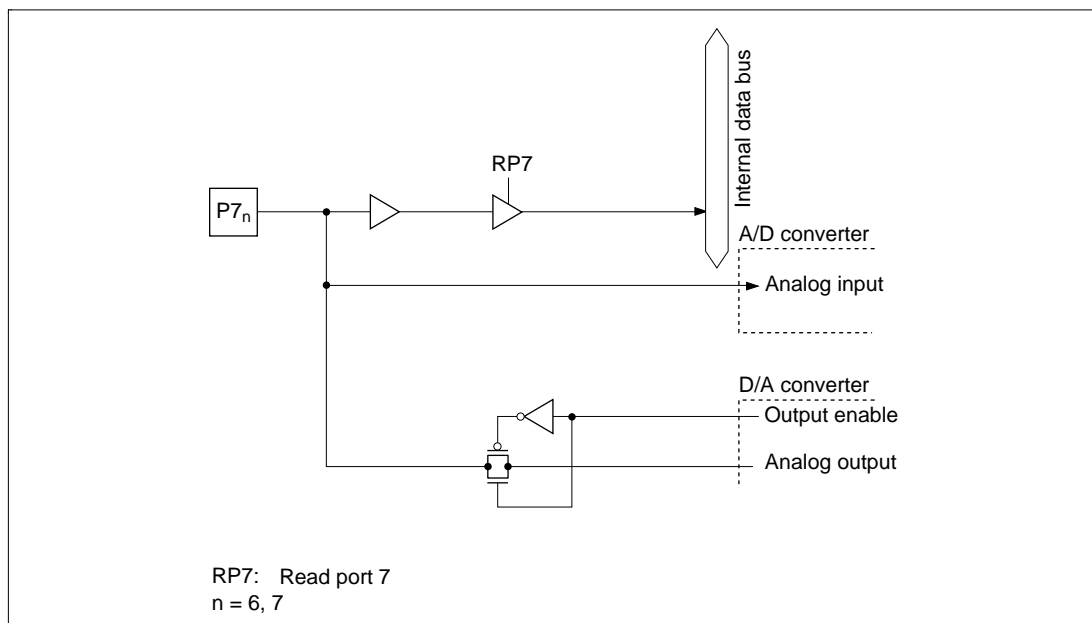 Internal data bus
RP7
P7n
A/D converter
Analog input
D/A converter
Output enable
Analog output
RP7: Read port 7
n = 6, 7